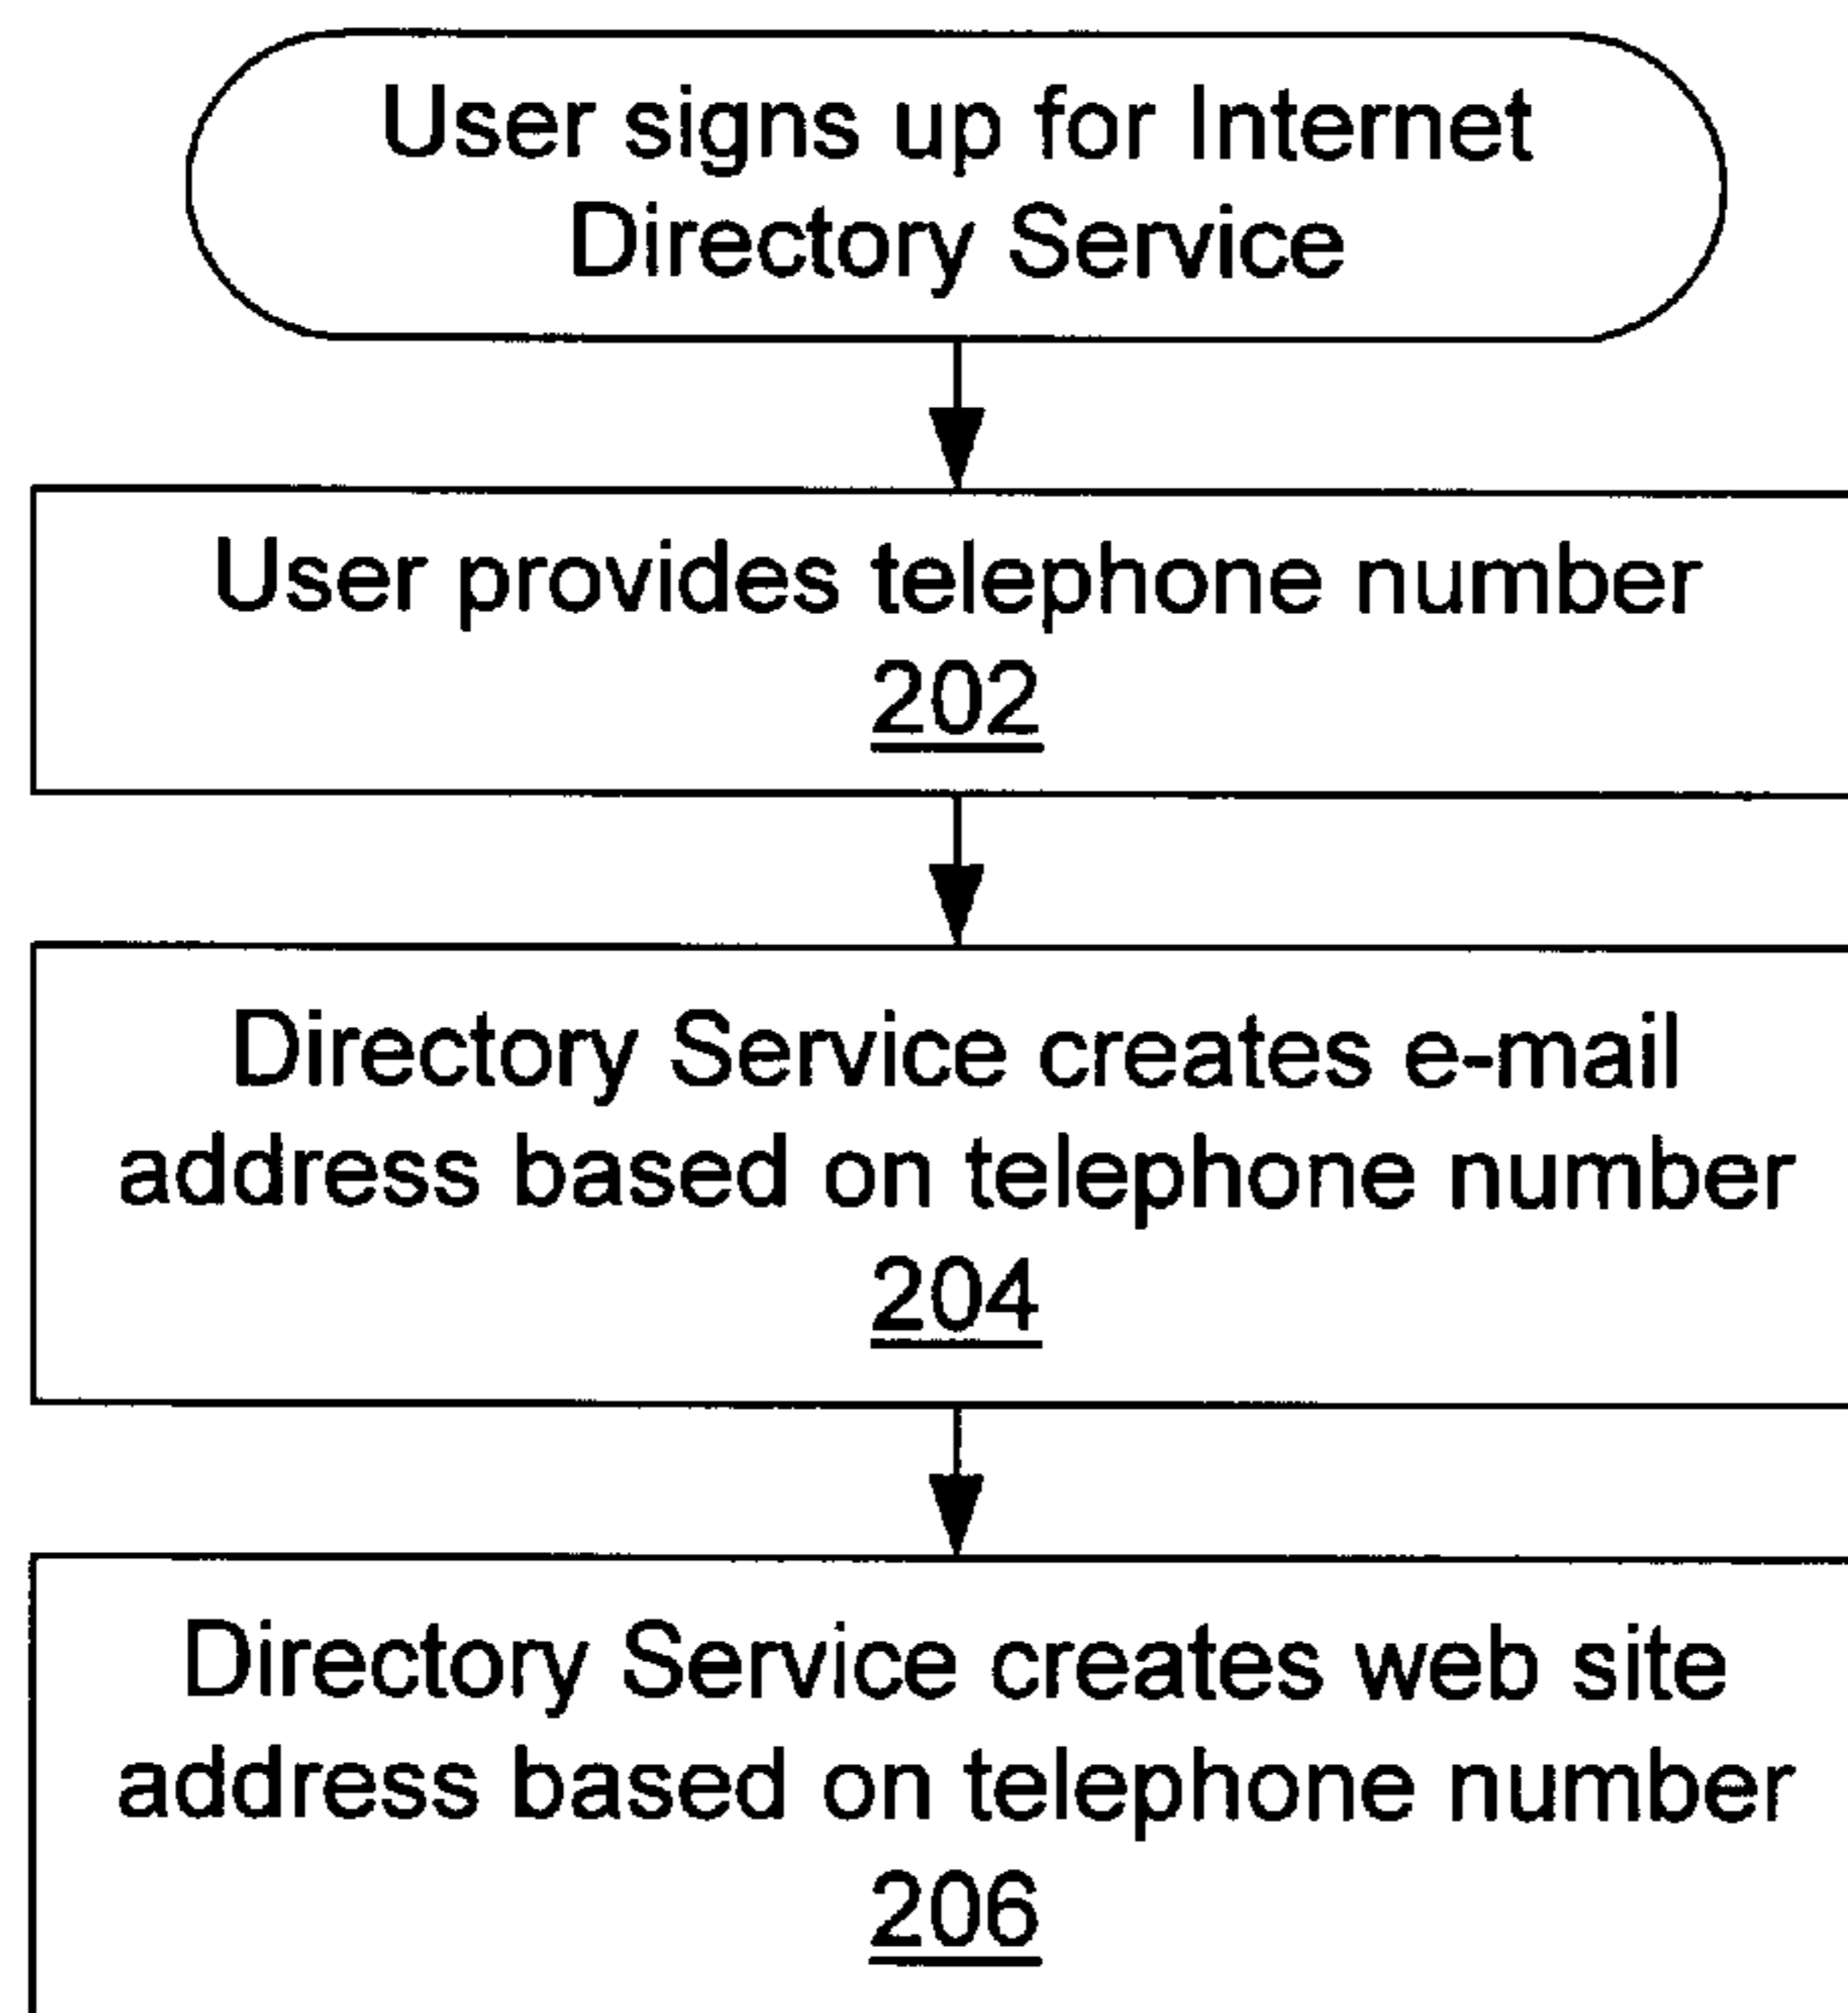 User signs up for Internet
Directory Service
User provides telephone number
202
Directory Service creates e-mail
address based on telephone number
204
Directory Service creates web site
address based on telephone number
206